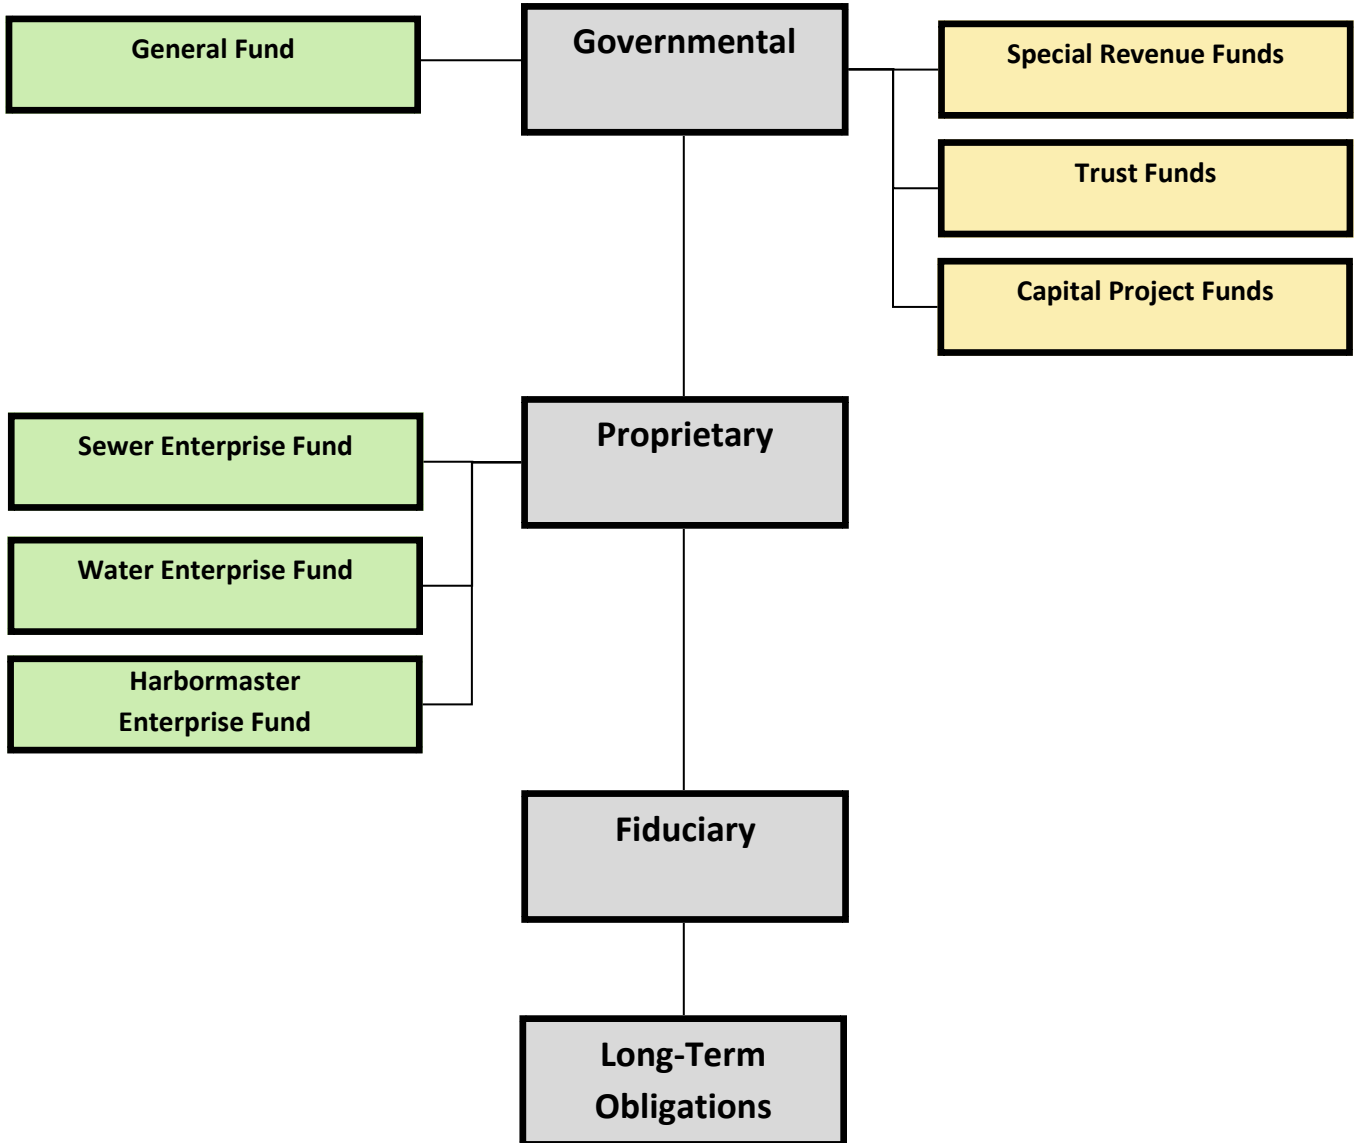 General Fund
Governmental
Special Revenue Funds
Trust Funds
Capital Project Funds
Sewer Enterprise Fund
Proprietary
Water Enterprise Fund
Harbormaster
Enterprise Fund
Fiduciary
Long-Term
Obligations